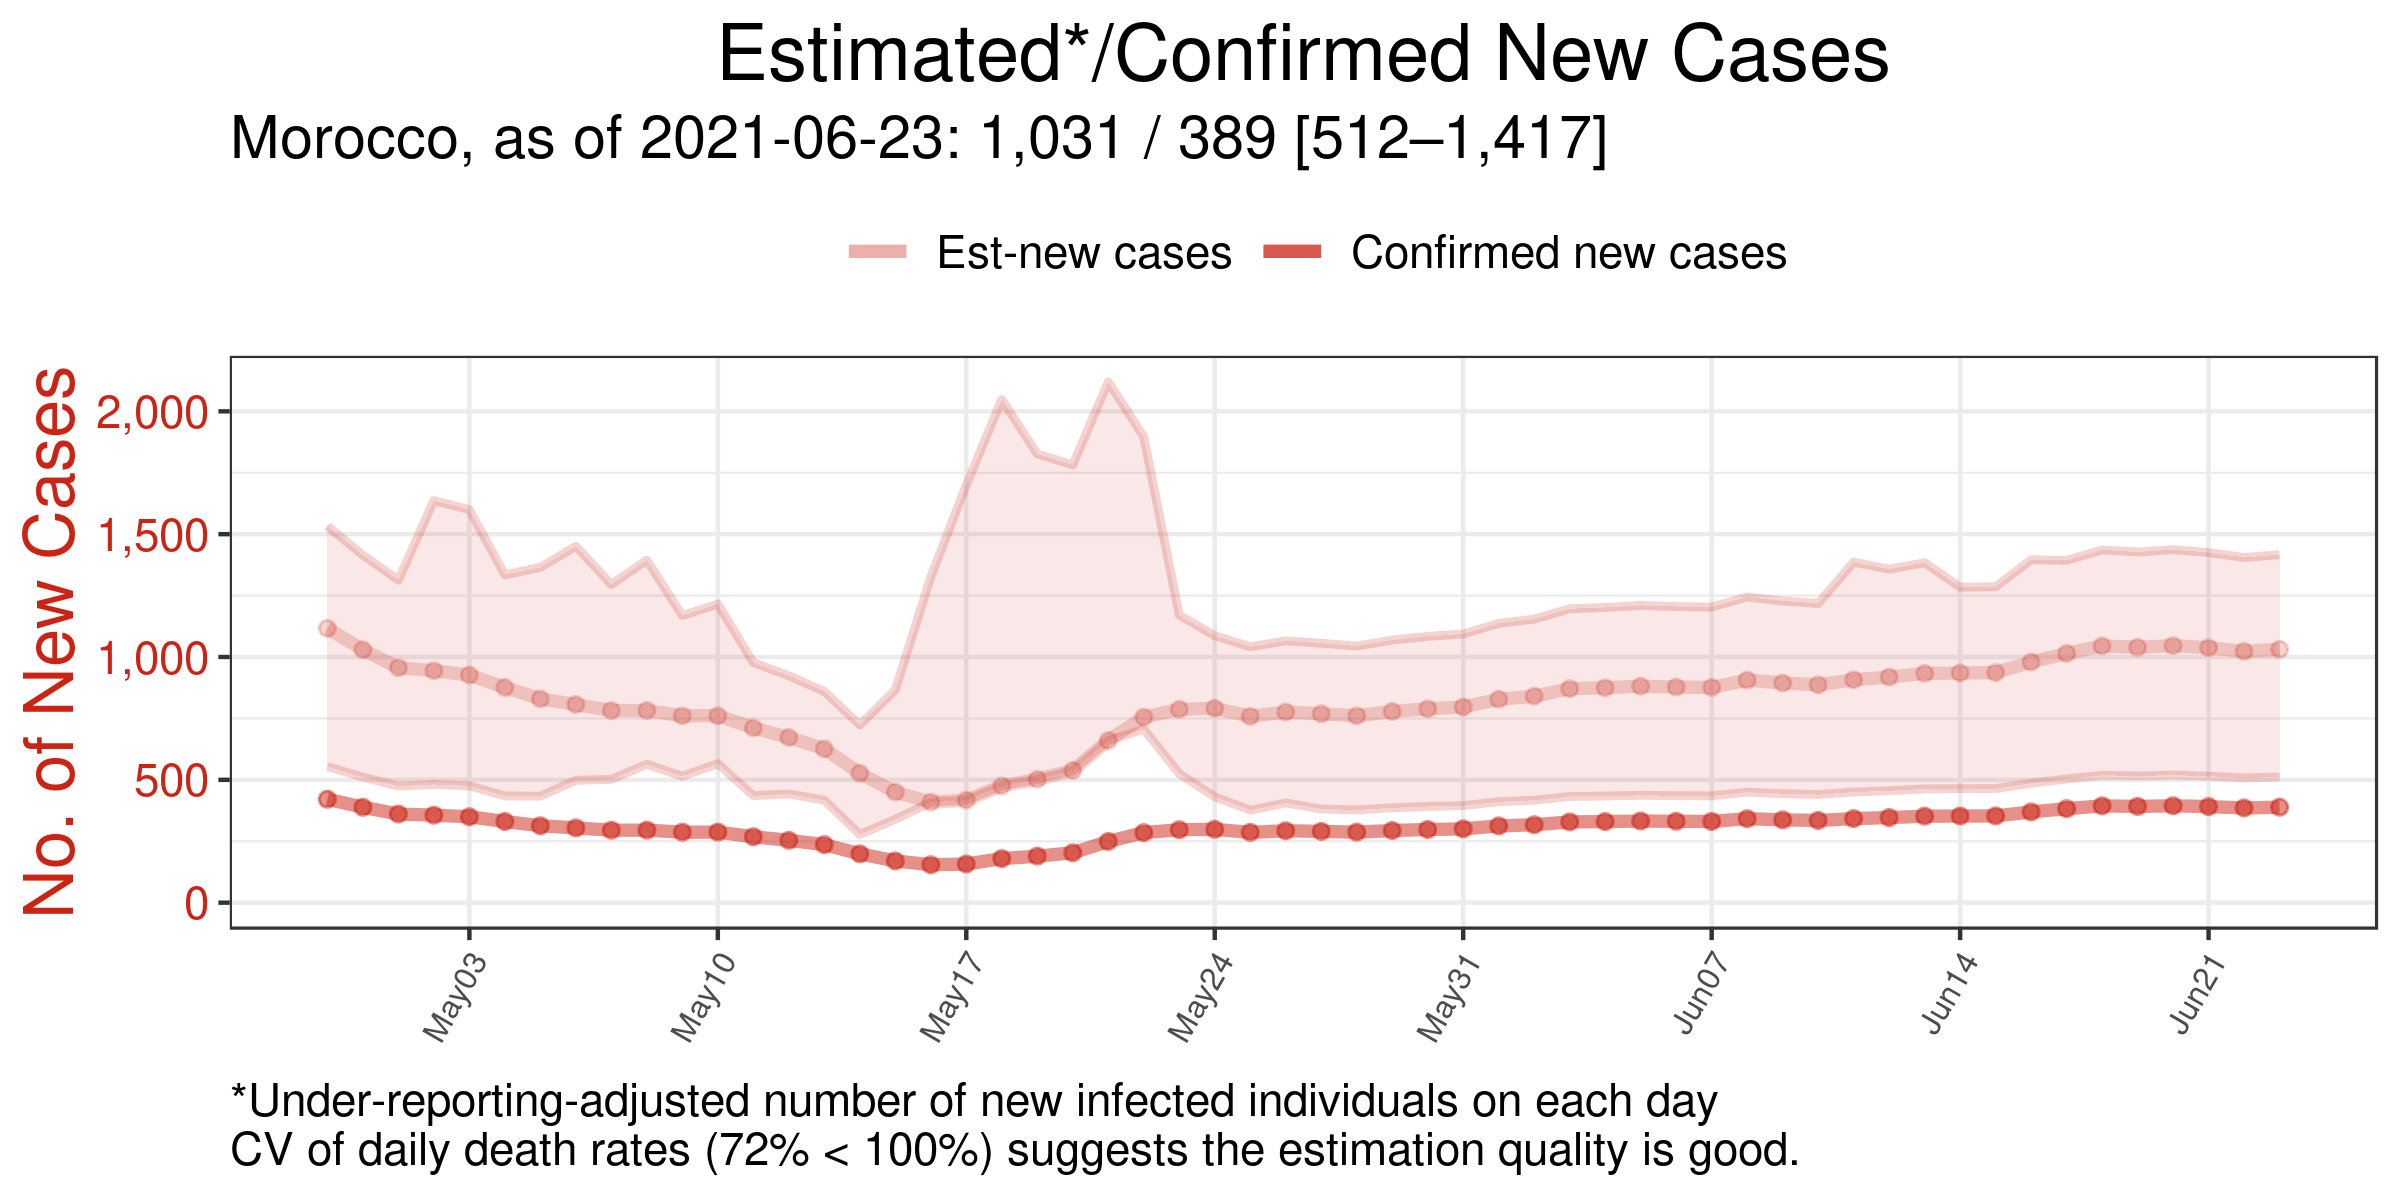 Estimated*/Confirmed New Cases
Morocco, as of 2021-06-23: 1,031 / 389 [512–1,417]
Est-new cases
Confirmed new cases
No. of New Cases
2,000
1,500
1,000
500
0
May03
May10
May17
May24
May31
Jun07
Jun14
Jun21
*Under-reporting-adjusted number of new infected individuals on each day
CV of daily death rates (72% < 100%) suggests the estimation quality is good.